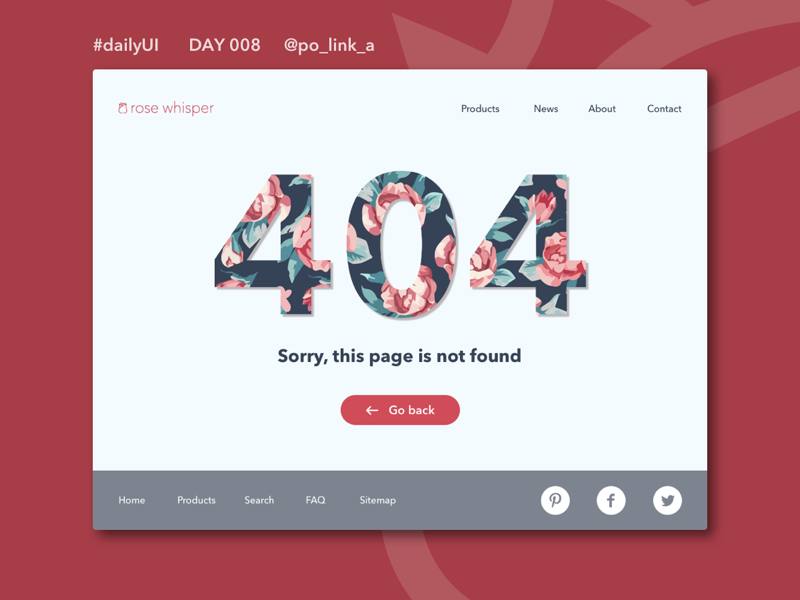 #dailyUI DAY 008 @po_link_a
rose whisper Products News About Contact
404
Sorry, this page is not found
← Go back
Home Products Search FAQ Sitemap